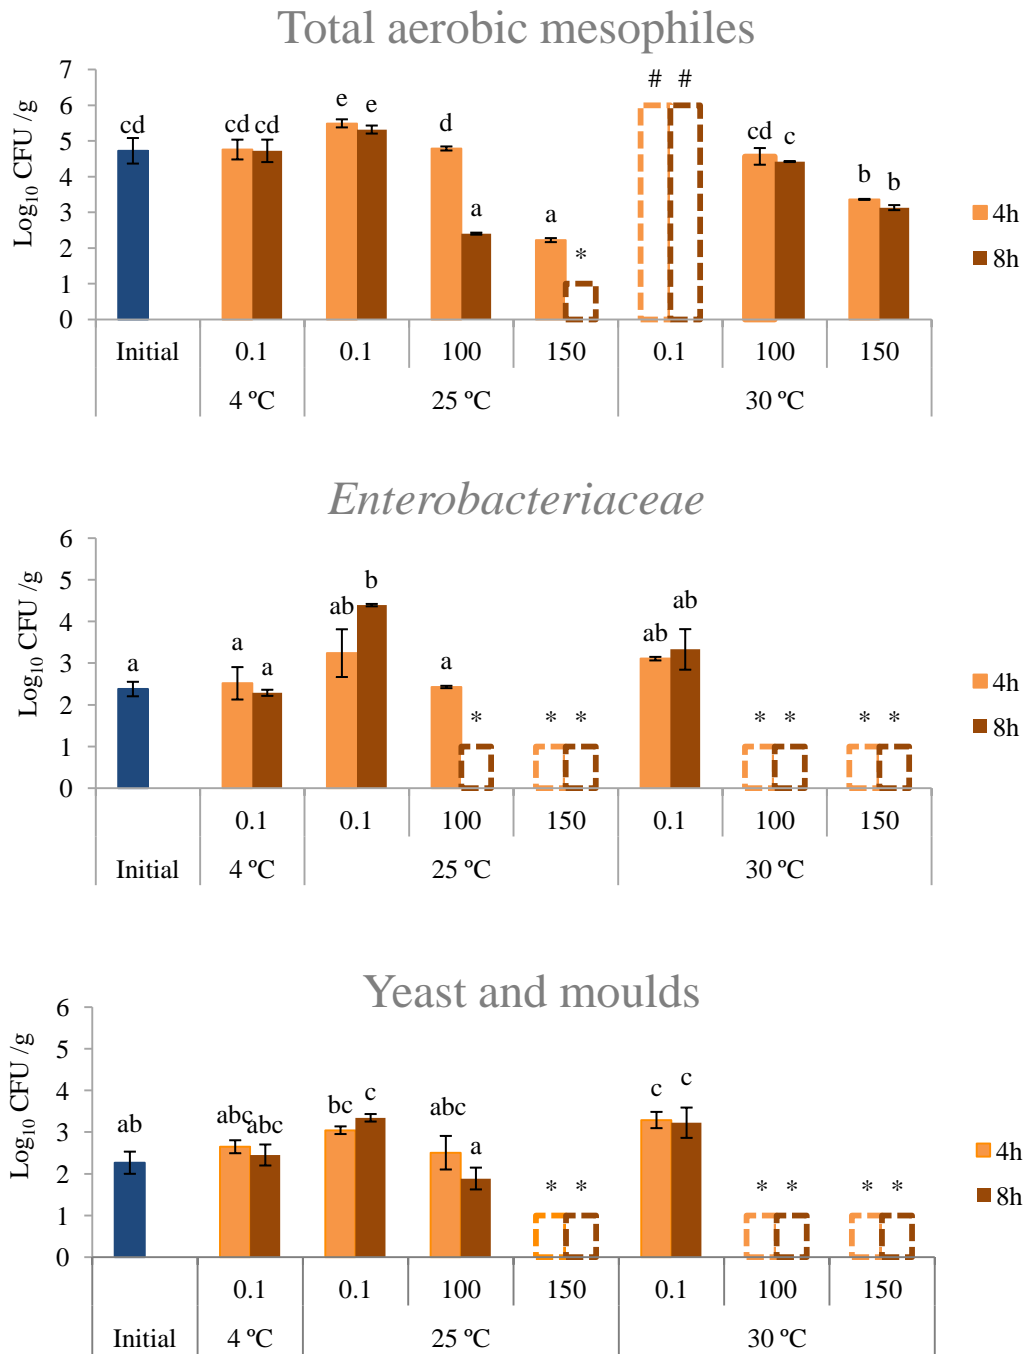 Total aerobic mesophiles
Log10 CFU /g
7
6
5
4
3
2
1
0
cd
cd cd
e e
d
a
a
*
# #
cd c
b b
4h
8h
Initial 0.1 0.1 100 150 0.1 100 150
4 ºC 25 ºC 30 ºC
Enterobacteriaceae
Log10 CFU /g
6
5
4
3
2
1
0
a
a a
ab b
a
*
* *
ab ab
* *
* *
4h
8h
0.1 0.1 100 150 0.1 100 150
Initial 4 ºC 25 ºC 30 ºC
Yeast and moulds
Log10 CFU /g
6
5
4
3
2
1
0
ab
abc abc
bc c
abc a
* *
c c
* *
* *
4h
8h
0.1 0.1 100 150 0.1 100 150
Initial 4 ºC 25 ºC 30 ºC